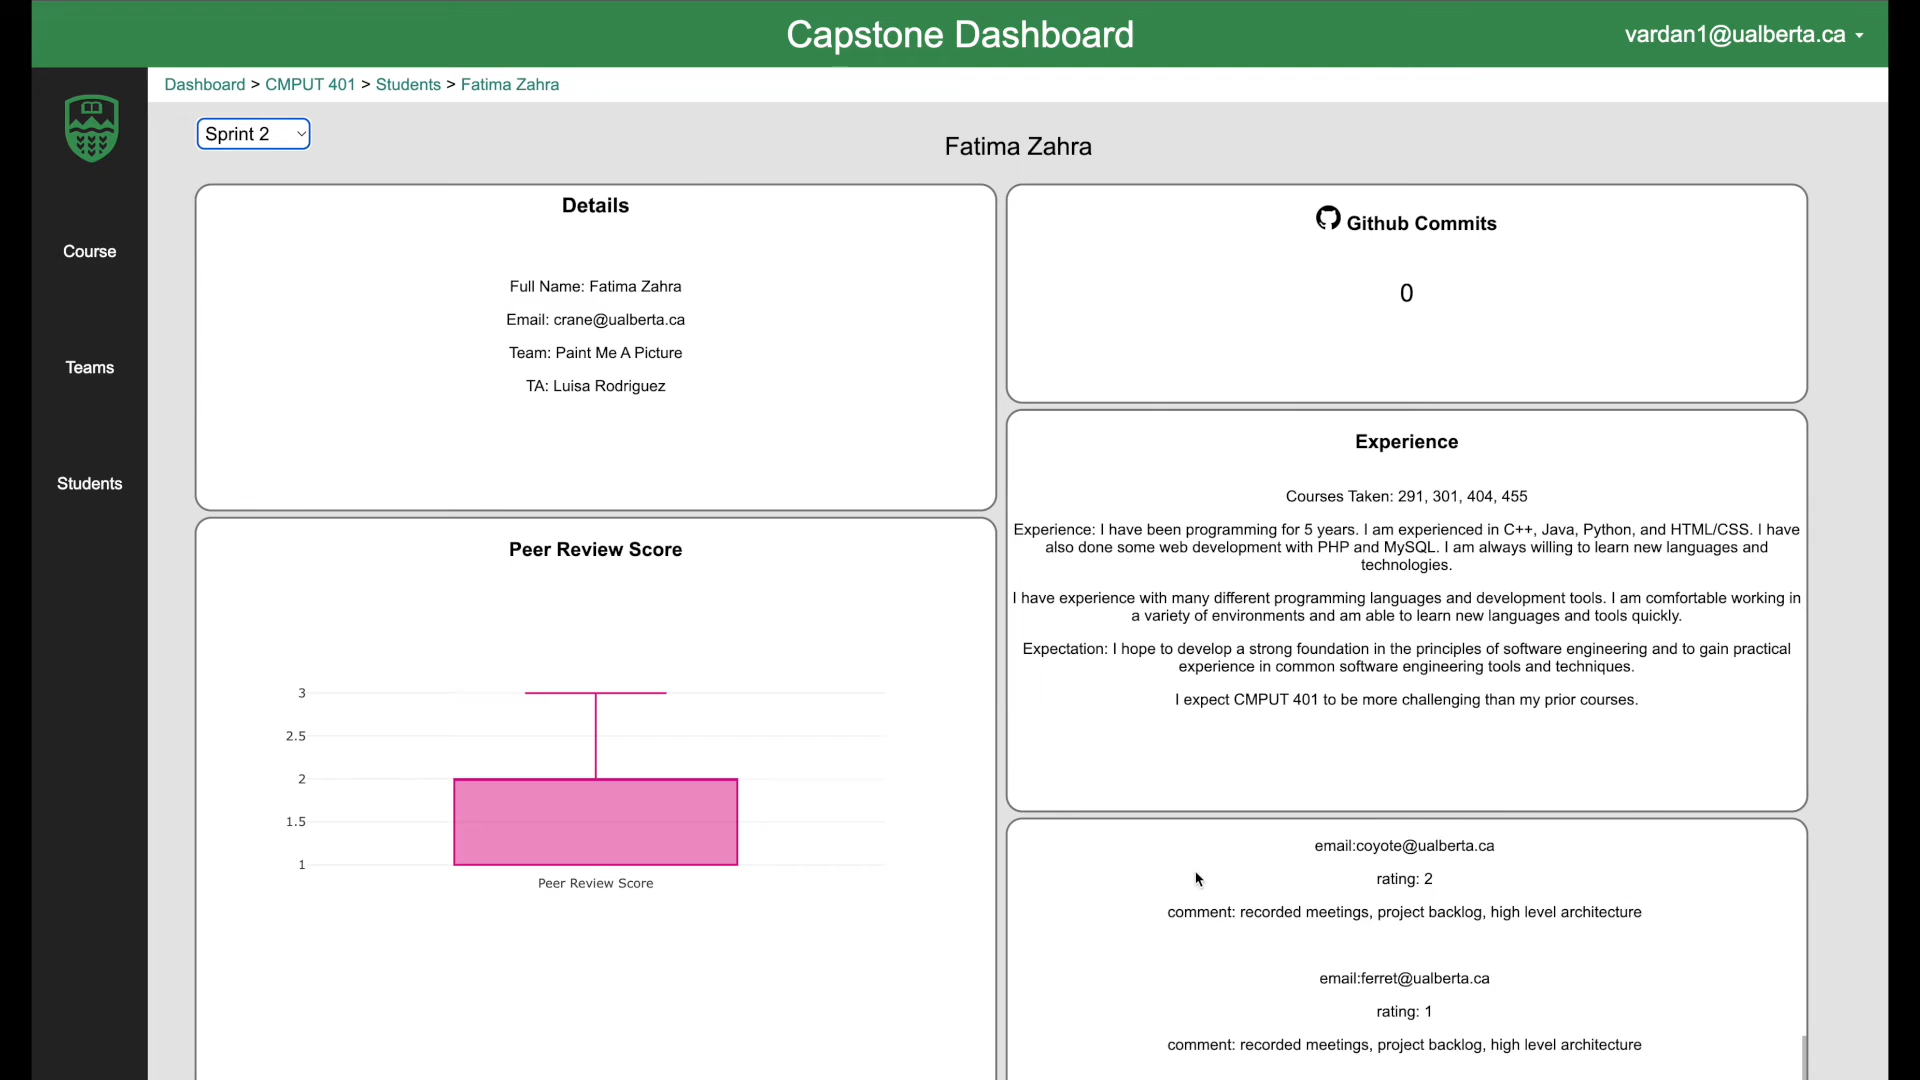 Capstone Dashboard
vardan1@ualberta.ca
Dashboard > CMPUT 401 > Students > Fatima Zahra
Sprint 2
Fatima Zahra
Course
Teams
Students
Details
Full Name: Fatima Zahra
Email: crane@ualberta.ca
Team: Paint Me A Picture
TA: Luisa Rodriguez
Github Commits
0
Peer Review Score
3
2.5
2
1.5
1
Peer Review Score
Experience
Courses Taken: 291, 301, 404, 455
Experience: I have been programming for 5 years. I am experienced in C++, Java, Python, and HTML/CSS. I have
also done some web development with PHP and MySQL. I am always willing to learn new languages and
technologies.
I have experience with many different programming languages and development tools. I am comfortable working in
a variety of environments and am able to learn new languages and tools quickly.
Expectation: I hope to develop a strong foundation in the principles of software engineering and to gain practical
experience in common software engineering tools and techniques.
I expect CMPUT 401 to be more challenging than my prior courses.
email:coyote@ualberta.ca
rating: 2
comment: recorded meetings, project backlog, high level architecture
email:ferret@ualberta.ca
rating: 1
comment: recorded meetings, project backlog, high level architecture